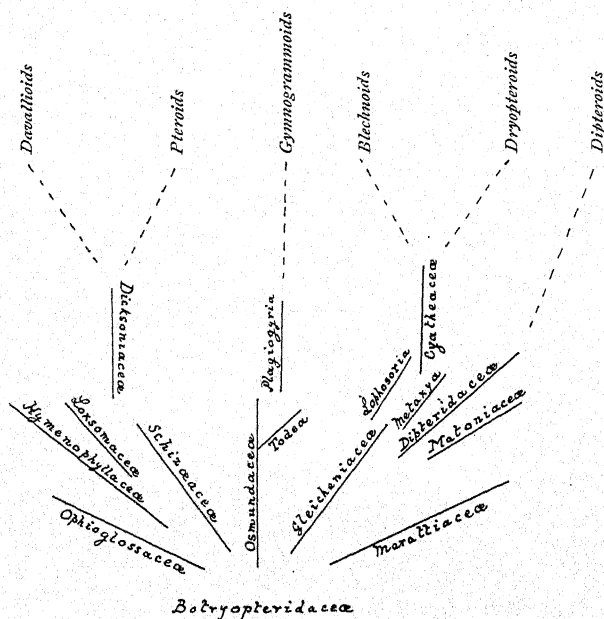 Davallioids
Pteroids
Gymnogrammoids
Blechnoids
Dryopteroids
Dipteroids
Dicksoniaceæ
Plagiogyria
Cyatheaceæ
Lophosoria
Metaxya
Dipteridaceæ
Matoniaceæ
Loxsomaceæ
Hymenophyllaceæ
Schizæaceæ
Osmundaceæ
Todea
Gleicheniaceæ
Ophioglossaceæ
Marattiaceæ
Botryopteridaceæ